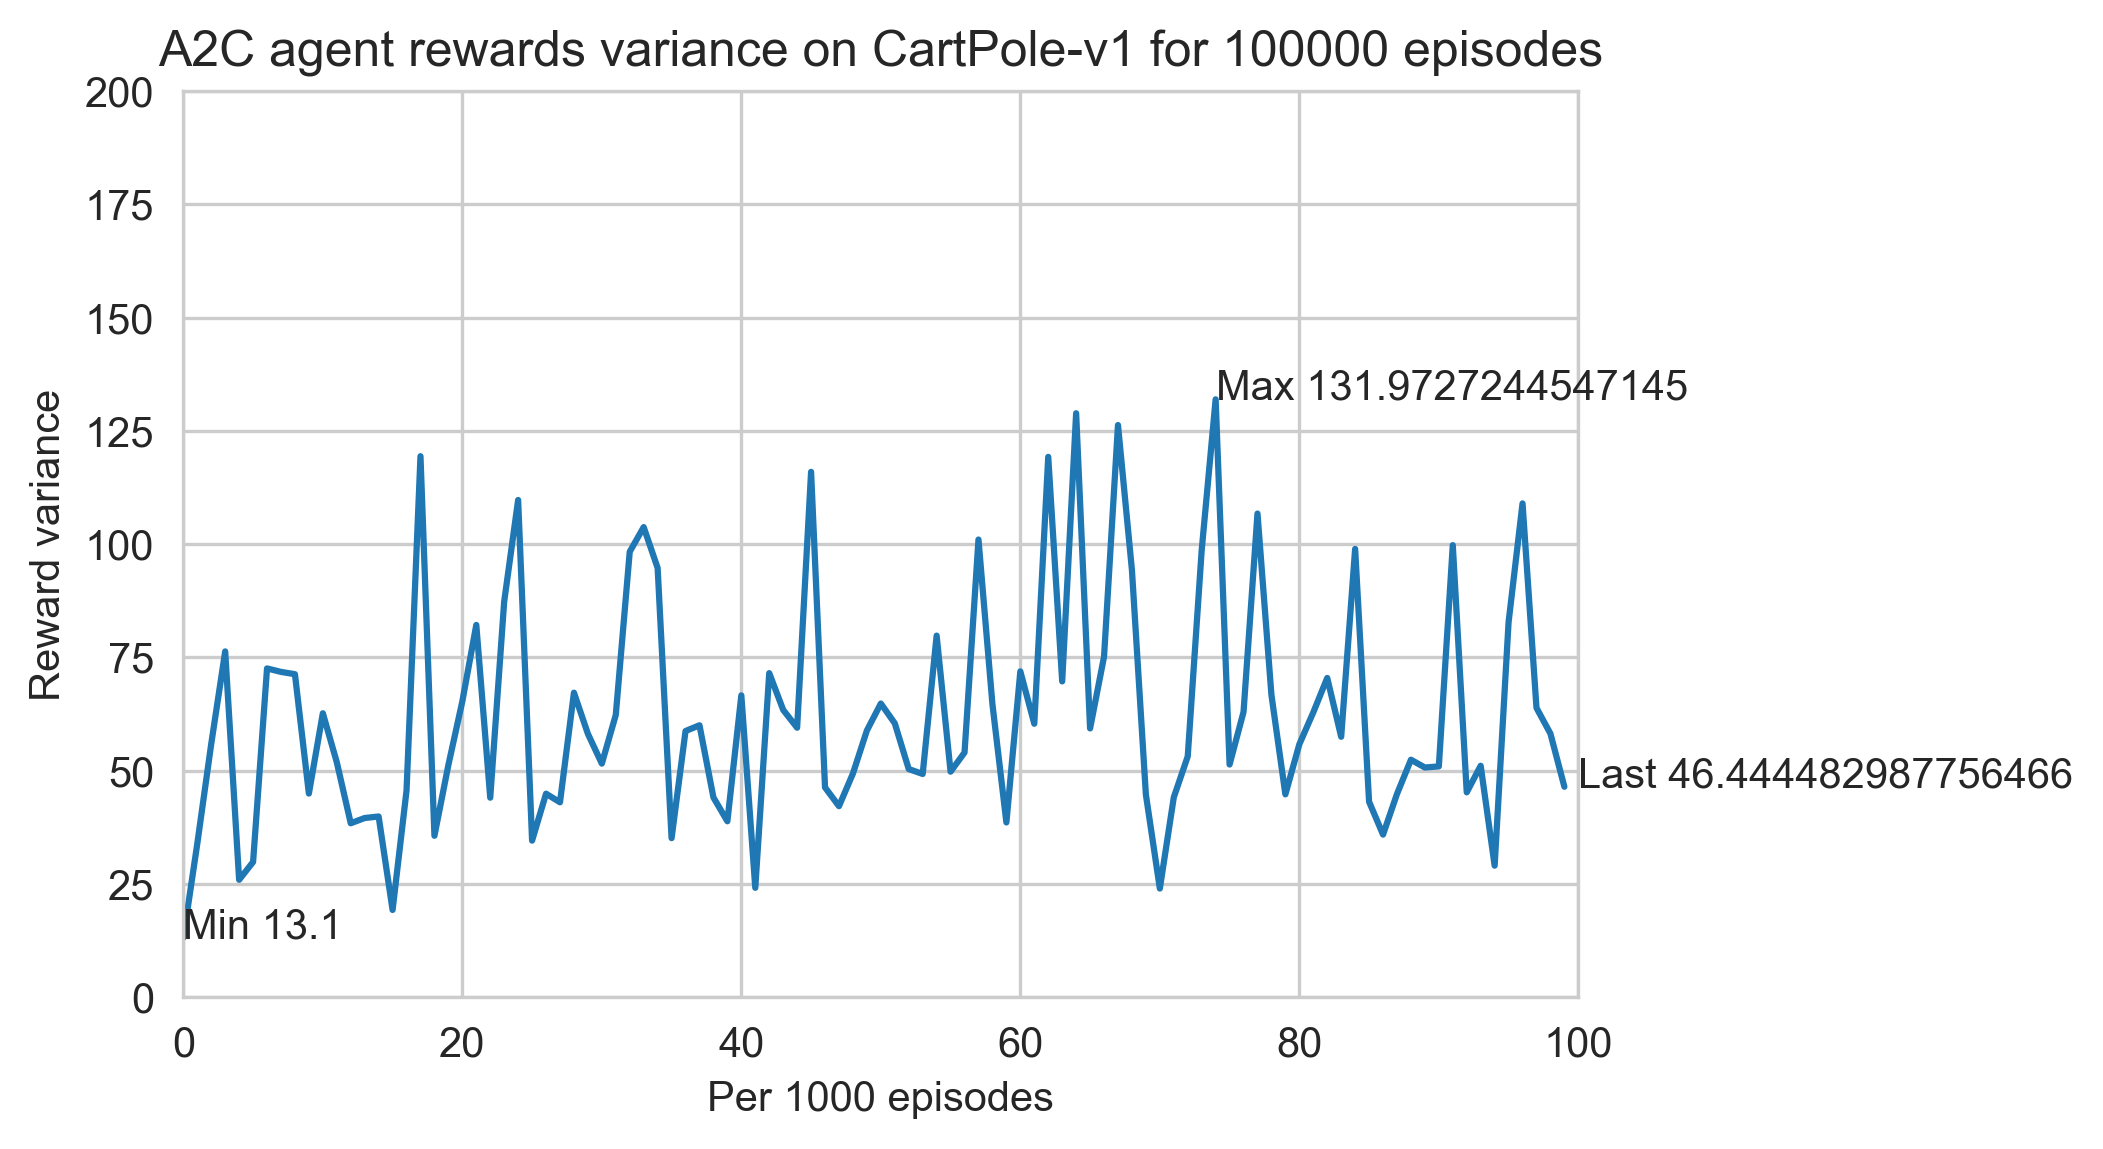 A2C agent rewards variance on CartPole-v1 for 100000 episodes
200
175
150
125
100
75
50
25
0
Reward variance
Max 131.9727244547145
Last 46.444482987756466
Min 13.1
0 20 40 60 80 100
Per 1000 episodes